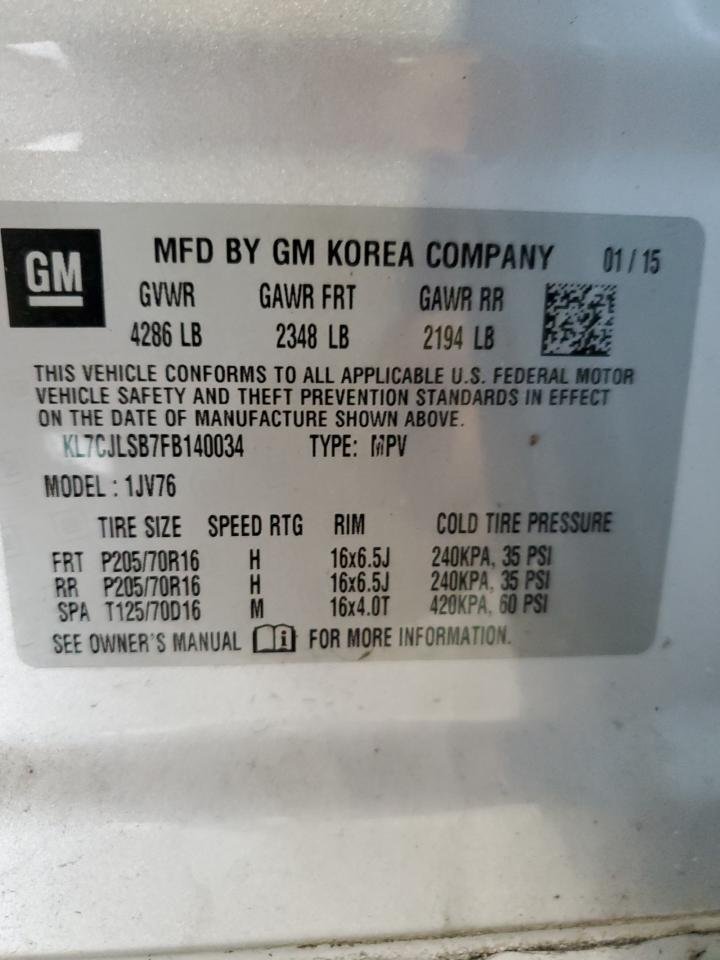 GM
MFD BY GM KOREA COMPANY 01 / 15
GVWR GAWR FRT GAWR RR
4286 LB 2348 LB 2194 LB
THIS VEHICLE CONFORMS TO ALL APPLICABLE U.S. FEDERAL MOTOR
VEHICLE SAFETY AND THEFT PREVENTION STANDARDS IN EFFECT
ON THE DATE OF MANUFACTURE SHOWN ABOVE.
KL7CJLSB7FB140034 TYPE: MPV
MODEL : 1JV76
TIRE SIZE SPEED RTG RIM COLD TIRE PRESSURE
FRT P205/70R16 H 16x6.5J 240KPA, 35 PSI
RR P205/70R16 H 16x6.5J 240KPA, 35 PSI
SPA T125/70D16 M 16x4.0T 420KPA, 60 PSI
SEE OWNER'S MANUAL FOR MORE INFORMATION.